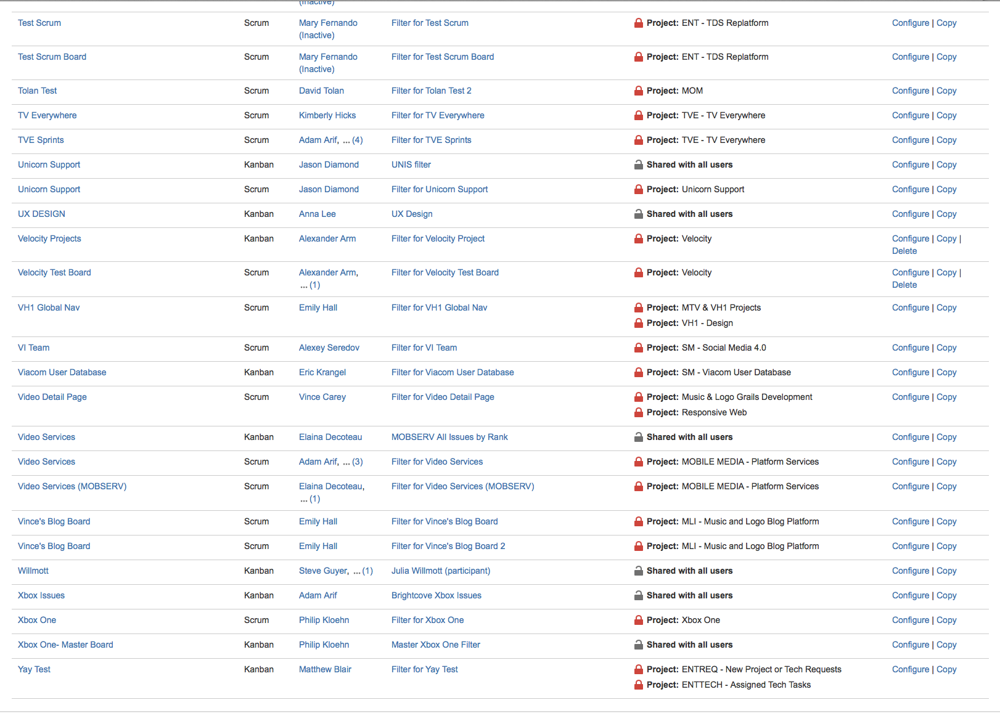 (Inactive)
Test Scrum Scrum Mary Fernando Filter for Test Scrum Project: ENT - TDS Replatform Configure | Copy
(Inactive)
Test Scrum Board Scrum Mary Fernando Filter for Test Scrum Board Project: ENT - TDS Replatform Configure | Copy
(Inactive)
Tolan Test Scrum David Tolan Filter for Tolan Test 2 Project: MOM Configure | Copy
TV Everywhere Scrum Kimberly Hicks Filter for TV Everywhere Project: TVE - TV Everywhere Configure | Copy
TVE Sprints Scrum Adam Arif, ... (4) Filter for TVE Sprints Project: TVE - TV Everywhere Configure | Copy
Unicorn Support Kanban Jason Diamond UNIS filter Shared with all users Configure | Copy
Unicorn Support Scrum Jason Diamond Filter for Unicorn Support Project: Unicorn Support Configure | Copy
UX DESIGN Kanban Anna Lee UX Design Shared with all users Configure | Copy
Velocity Projects Kanban Alexander Arm Filter for Velocity Project Project: Velocity Configure | Copy |
Delete
Velocity Test Board Scrum Alexander Arm, Filter for Velocity Test Board Project: Velocity Configure | Copy |
... (1) Delete
VH1 Global Nav Scrum Emily Hall Filter for VH1 Global Nav Project: MTV & VH1 Projects Configure | Copy
Project: VH1 - Design
VI Team Scrum Alexey Seredov Filter for VI Team Project: SM - Social Media 4.0 Configure | Copy
Viacom User Database Kanban Eric Krangel Filter for Viacom User Database Project: SM - Viacom User Database Configure | Copy
Video Detail Page Scrum Vince Carey Filter for Video Detail Page Project: Music & Logo Grails Development Configure | Copy
Project: Responsive Web
Video Services Kanban Elaina Decoteau MOBSERV All Issues by Rank Shared with all users Configure | Copy
Video Services Scrum Adam Arif, ... (3) Filter for Video Services Project: MOBILE MEDIA - Platform Services Configure | Copy
Video Services (MOBSERV) Scrum Elaina Decoteau, Filter for Video Services (MOBSERV) Project: MOBILE MEDIA - Platform Services Configure | Copy
... (1)
Vince's Blog Board Scrum Emily Hall Filter for Vince's Blog Board Project: MLI - Music and Logo Blog Platform Configure | Copy
Vince's Blog Board Scrum Emily Hall Filter for Vince's Blog Board 2 Project: MLI - Music and Logo Blog Platform Configure | Copy
Willmott Kanban Steve Guyer, ... (1) Julia Willmott (participant) Shared with all users Configure | Copy
Xbox Issues Kanban Adam Arif Brightcove Xbox Issues Shared with all users Configure | Copy
Xbox One Scrum Philip Kloehn Filter for Xbox One Project: Xbox One Configure | Copy
Xbox One- Master Board Kanban Philip Kloehn Master Xbox One Filter Shared with all users Configure | Copy
Yay Test Kanban Matthew Blair Filter for Yay Test Project: ENTREQ - New Project or Tech Requests Configure | Copy
Project: ENTTECH - Assigned Tech Tasks